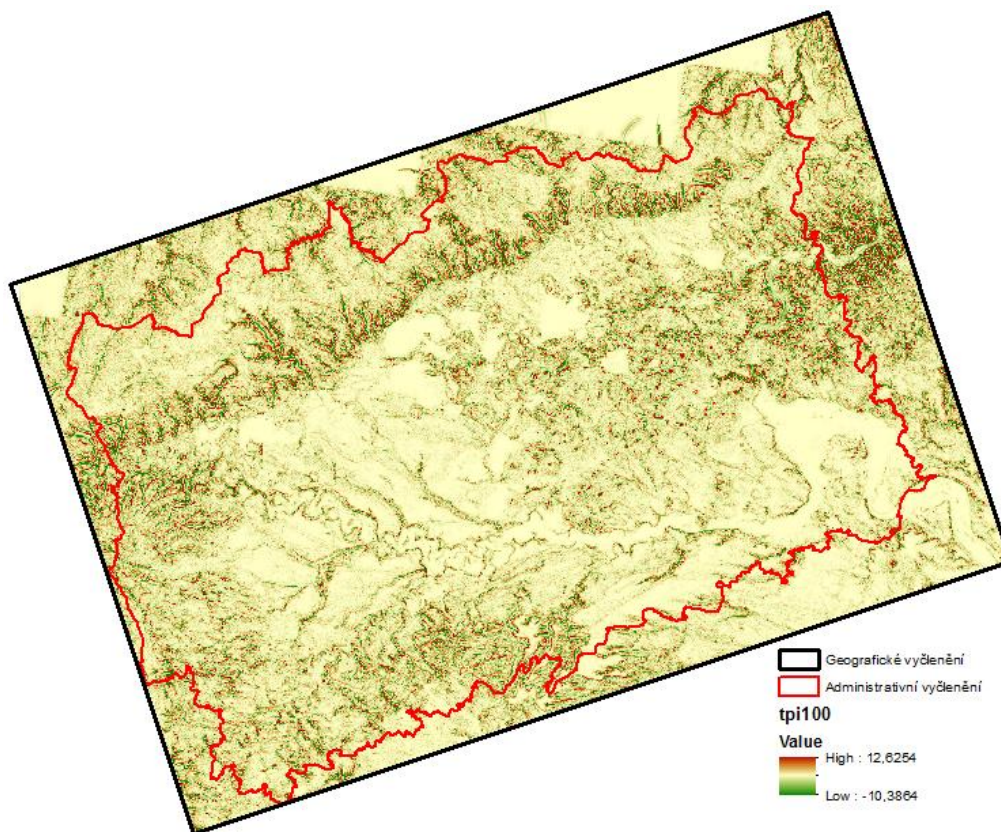 Geografické vyčlenění
Administrativní vyčlenění
tpi100
Value
High : 12,6254
Low : -10,3864